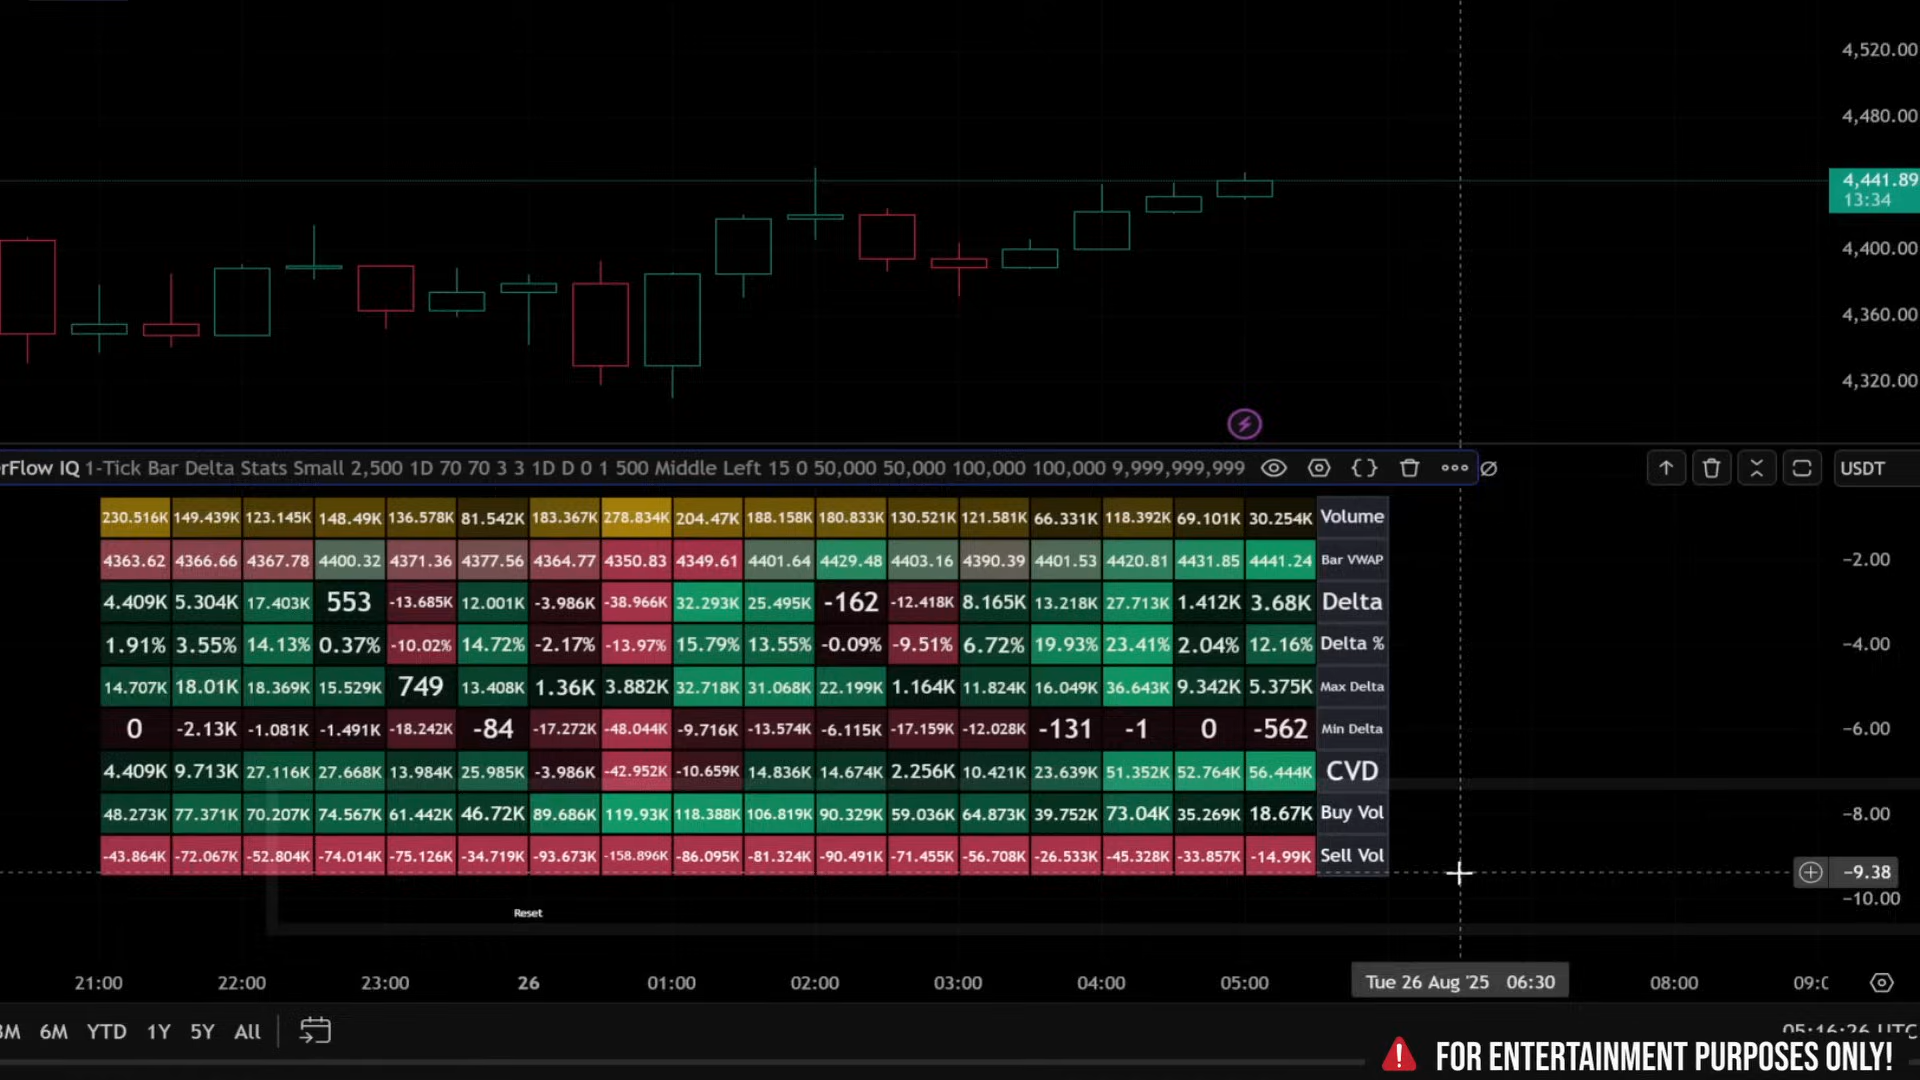 4,520.00
4,480.00
4,441.89
13:34
4,400.00
4,360.00
4,320.00
rFlow IQ 1-Tick Bar Delta Stats Small 2,500 1D 70 70 3 3 1D D 0 1 500 Middle Left 15 0 50,000 50,000 100,000 100,000 9,999,999,999
USDT
230.516K 149.439K 123.145K 148.49K 136.578K 81.542K 183.367K 278.834K 204.47K 188.158K 180.833K 130.521K 121.581K 66.331K 118.392K 69.101K 30.254K Volume
4363.62 4366.66 4367.78 4400.32 4371.36 4377.56 4364.77 4350.83 4349.61 4401.64 4429.48 4403.16 4390.39 4401.53 4420.81 4431.85 4441.24 Bar VWAP
−2.00
4.409K 5.304K 17.403K 553 -13.685K 12.001K -3.986K -38.966K 32.293K 25.495K -162 -12.418K 8.165K 13.218K 27.713K 1.412K 3.68K Delta
1.91% 3.55% 14.13% 0.37% -10.02% 14.72% -2.17% -13.97% 15.79% 13.55% -0.09% -9.51% 6.72% 19.93% 23.41% 2.04% 12.16% Delta %
−4.00
14.707K 18.01K 18.369K 15.529K 749 13.408K 1.36K 3.882K 32.718K 31.068K 22.199K 1.164K 11.824K 16.049K 36.643K 9.342K 5.375K Max Delta
0 -2.13K -1.081K -1.491K -18.242K -84 -17.272K -48.044K -9.716K -13.574K -6.115K -17.159K -12.028K -131 -1 0 -562 Min Delta
−6.00
4.409K 9.713K 27.116K 27.668K 13.984K 25.985K -3.986K -42.952K -10.659K 14.836K 14.674K 2.256K 10.421K 23.639K 51.352K 52.764K 56.444K CVD
48.273K 77.371K 70.207K 74.567K 61.442K 46.72K 89.686K 119.93K 118.388K 106.819K 90.329K 59.036K 64.873K 39.752K 73.04K 35.269K 18.67K Buy Vol
−8.00
-43.864K -72.067K -52.804K -74.014K -75.126K -34.719K -93.673K -158.896K -86.095K -81.324K -90.491K -71.455K -56.708K -26.533K -45.328K -33.857K -14.99K Sell Vol
−9.38
−10.00
Reset
21:00 22:00 23:00 26 01:00 02:00 03:00 04:00 05:00 Tue 26 Aug '25 06:30 08:00 09:0
3M 6M YTD 1Y 5Y All
05:16:26 UTC
FOR ENTERTAINMENT PURPOSES ONLY!